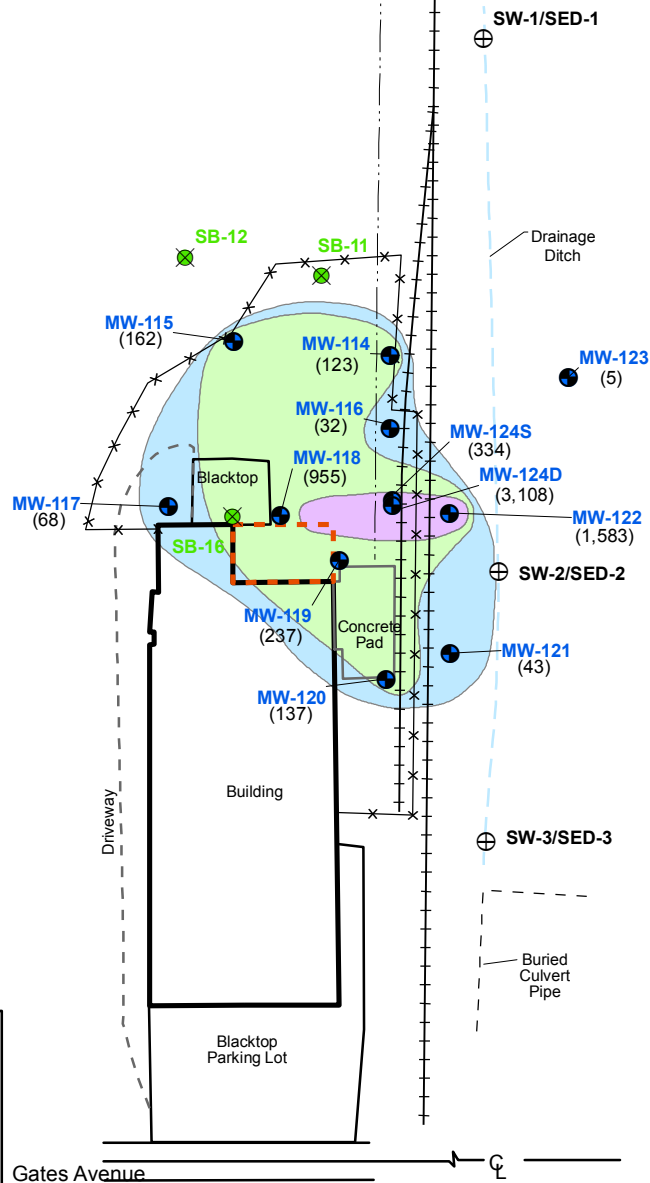 SW-1/SED-1
SB-12
SB-11
Drainage
Ditch
MW-115
(162)
MW-114
(123)
MW-123
(5)
MW-116
(32)
MW-124S
(334)
MW-118
(955)
Blacktop
MW-124D
(3,108)
MW-117
(68)
MW-122
(1,583)
SB-16
SW-2/SED-2
MW-119
(237)
Concrete
Pad
MW-121
(43)
MW-120
(137)
Building
Driveway
SW-3/SED-3
Buried
Culvert
Pipe
Blacktop
Parking Lot
℄
Gates Avenue